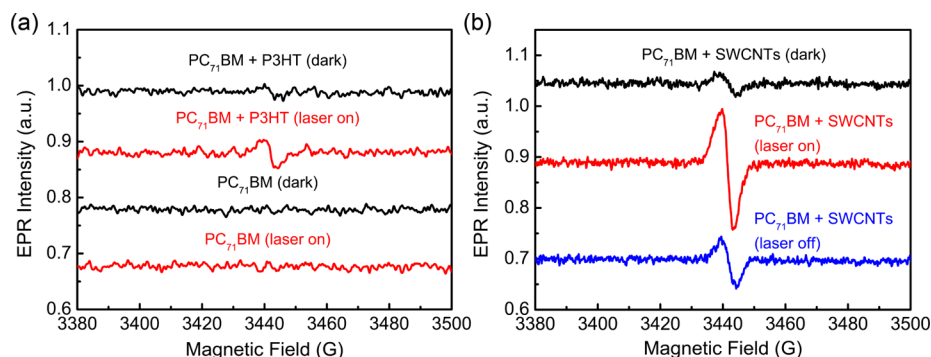 (a)
1.1
1.0
0.9
0.8
0.7
0.6
EPR Intensity (a.u.)
PC₇₁BM + P3HT (dark)
PC₇₁BM + P3HT (laser on)
PC₇₁BM (dark)
PC₇₁BM (laser on)
3380 3400 3420 3440 3460 3480 3500
Magnetic Field (G)
(b)
1.1
1.0
0.9
0.8
0.7
0.6
EPR Intensity (a.u.)
PC₇₁BM + SWCNTs (dark)
PC₇₁BM + SWCNTs
(laser on)
PC₇₁BM + SWCNTs
(laser off)
3380 3400 3420 3440 3460 3480 3500
Magnetic Field (G)